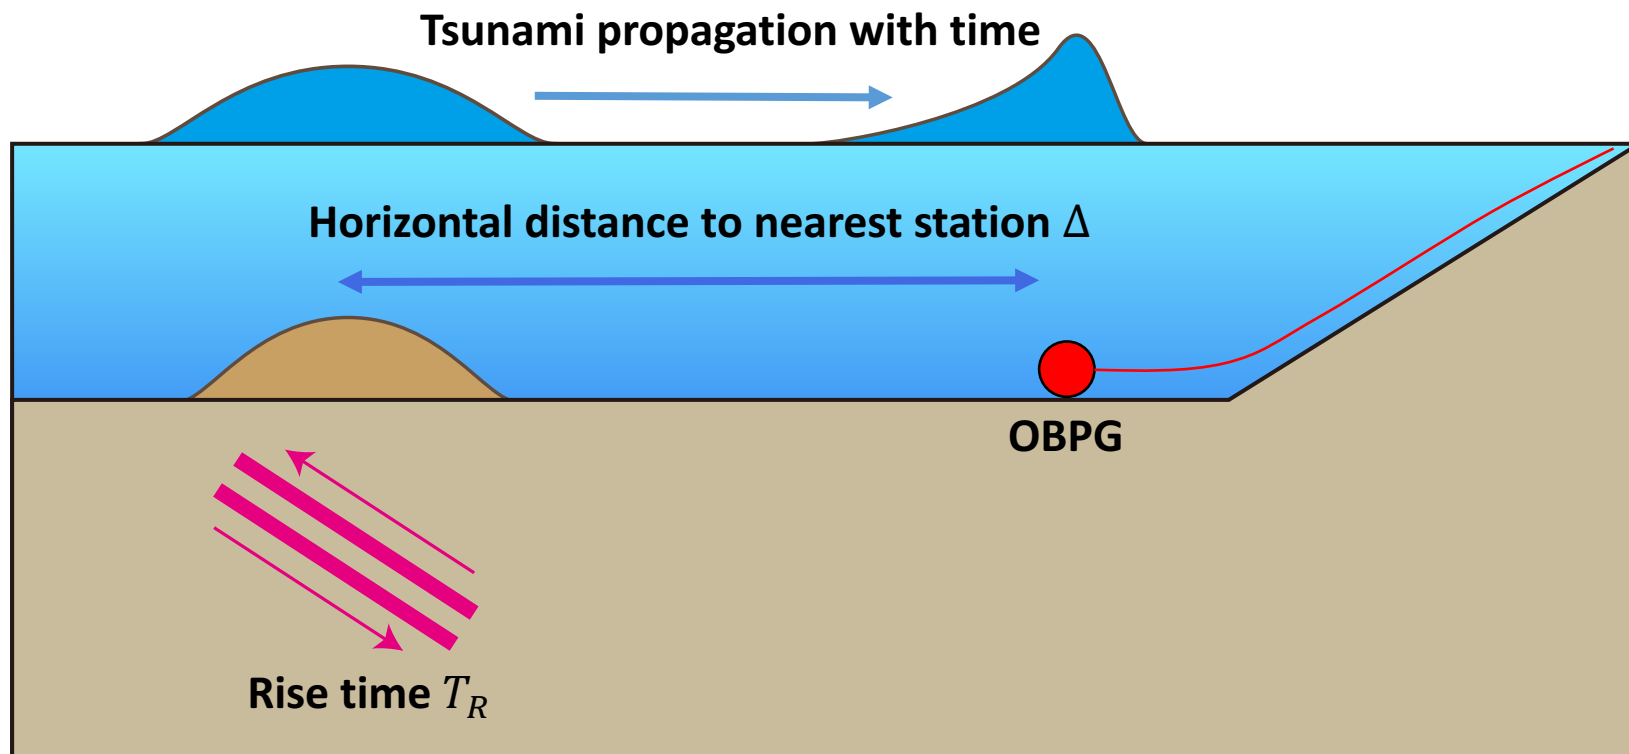 Tsunami propagation with time
Horizontal distance to nearest station Δ
OBPG
Rise time T_R